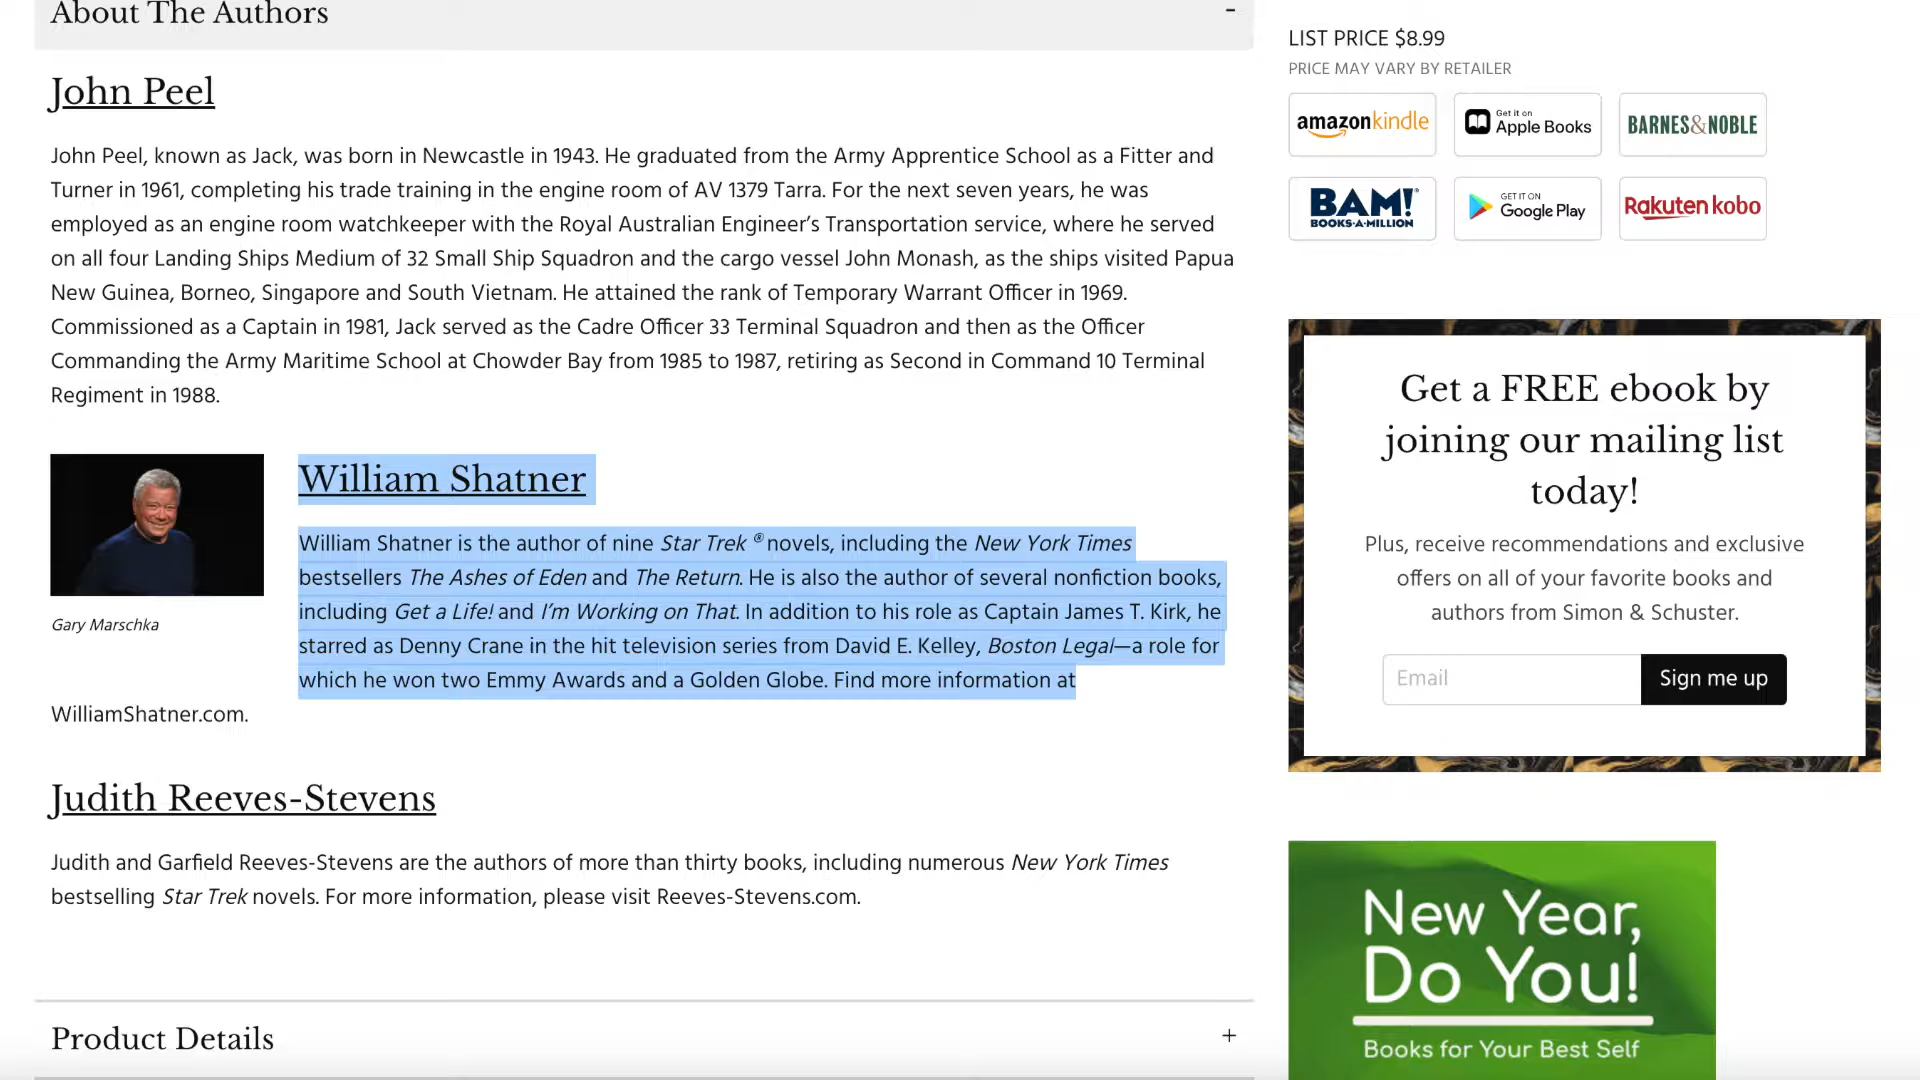 About The Authors
-
John Peel
John Peel, known as Jack, was born in Newcastle in 1943. He graduated from the Army Apprentice School as a Fitter and
Turner in 1961, completing his trade training in the engine room of AV 1379 Tarra. For the next seven years, he was
employed as an engine room watchkeeper with the Royal Australian Engineer’s Transportation service, where he served
on all four Landing Ships Medium of 32 Small Ship Squadron and the cargo vessel John Monash, as the ships visited Papua
New Guinea, Borneo, Singapore and South Vietnam. He attained the rank of Temporary Warrant Officer in 1969.
Commissioned as a Captain in 1981, Jack served as the Cadre Officer 33 Terminal Squadron and then as the Officer
Commanding the Army Maritime School at Chowder Bay from 1985 to 1987, retiring as Second in Command 10 Terminal
Regiment in 1988.
Gary Marschka
William Shatner
William Shatner is the author of nine Star Trek ® novels, including the New York Times
bestsellers The Ashes of Eden and The Return. He is also the author of several nonfiction books,
including Get a Life! and I’m Working on That. In addition to his role as Captain James T. Kirk, he
starred as Denny Crane in the hit television series from David E. Kelley, Boston Legal—a role for
which he won two Emmy Awards and a Golden Globe. Find more information at
WilliamShatner.com.
Judith Reeves-Stevens
Judith and Garfield Reeves-Stevens are the authors of more than thirty books, including numerous New York Times
bestselling Star Trek novels. For more information, please visit Reeves-Stevens.com.
Product Details
+
LIST PRICE $8.99
PRICE MAY VARY BY RETAILER
amazonkindle
Get it on
Apple Books
BARNES&NOBLE
BAM!®
BOOKS·A·MILLION
GET IT ON
Google Play
Rakuten kobo
Get a FREE ebook by
joining our mailing list
today!
Plus, receive recommendations and exclusive
offers on all of your favorite books and
authors from Simon & Schuster.
Email
Sign me up
New Year,
Do You!
Books for Your Best Self